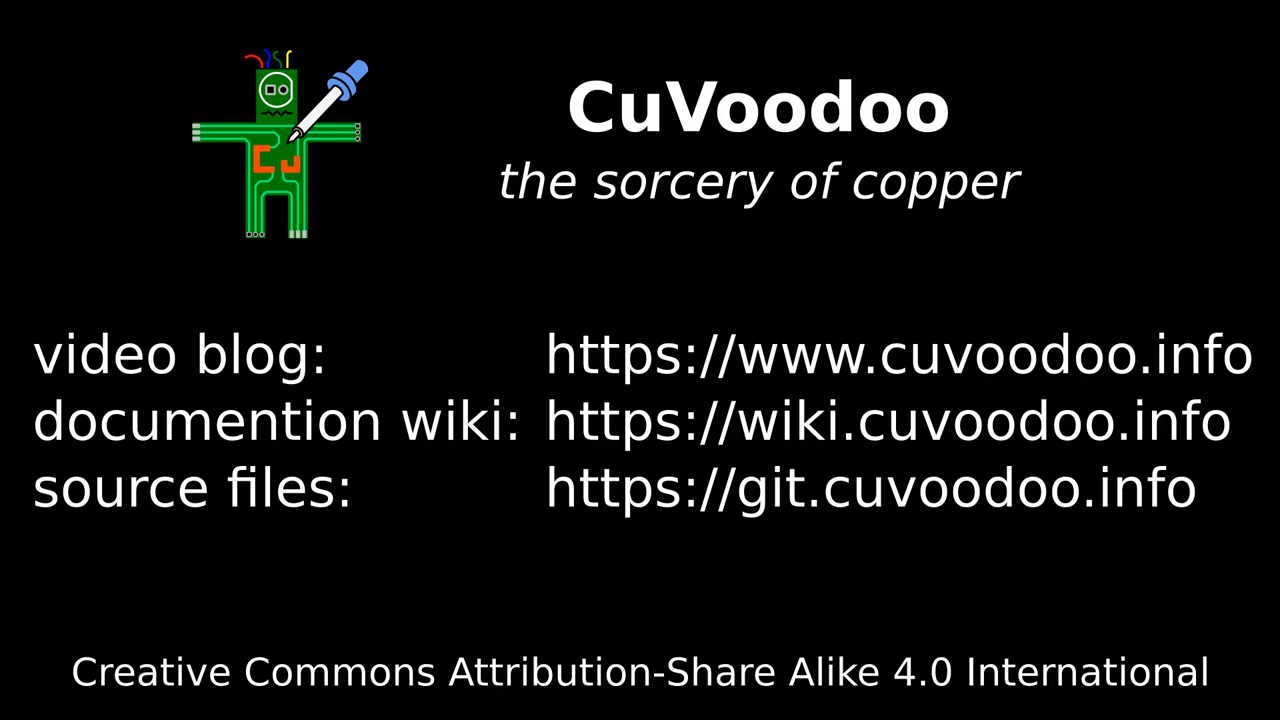 CuVoodoo
the sorcery of copper
Cu
video blog: https://www.cuvoodoo.info
documention wiki: https://wiki.cuvoodoo.info
source files: https://git.cuvoodoo.info
Creative Commons Attribution-Share Alike 4.0 International